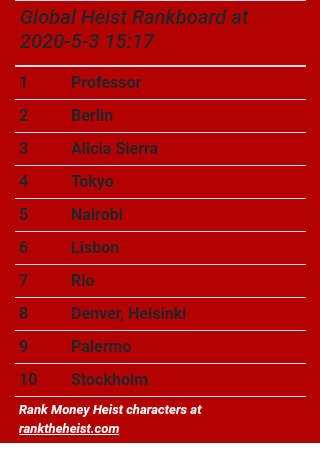 Global Heist Rankboard at
2020-5-3 15:17
1 Professor
2 Berlin
3 Alicia Sierra
4 Tokyo
5 Nairobi
6 Lisbon
7 Rio
8 Denver, Helsinki
9 Palermo
10 Stockholm
Rank Money Heist characters at
ranktheheist.com